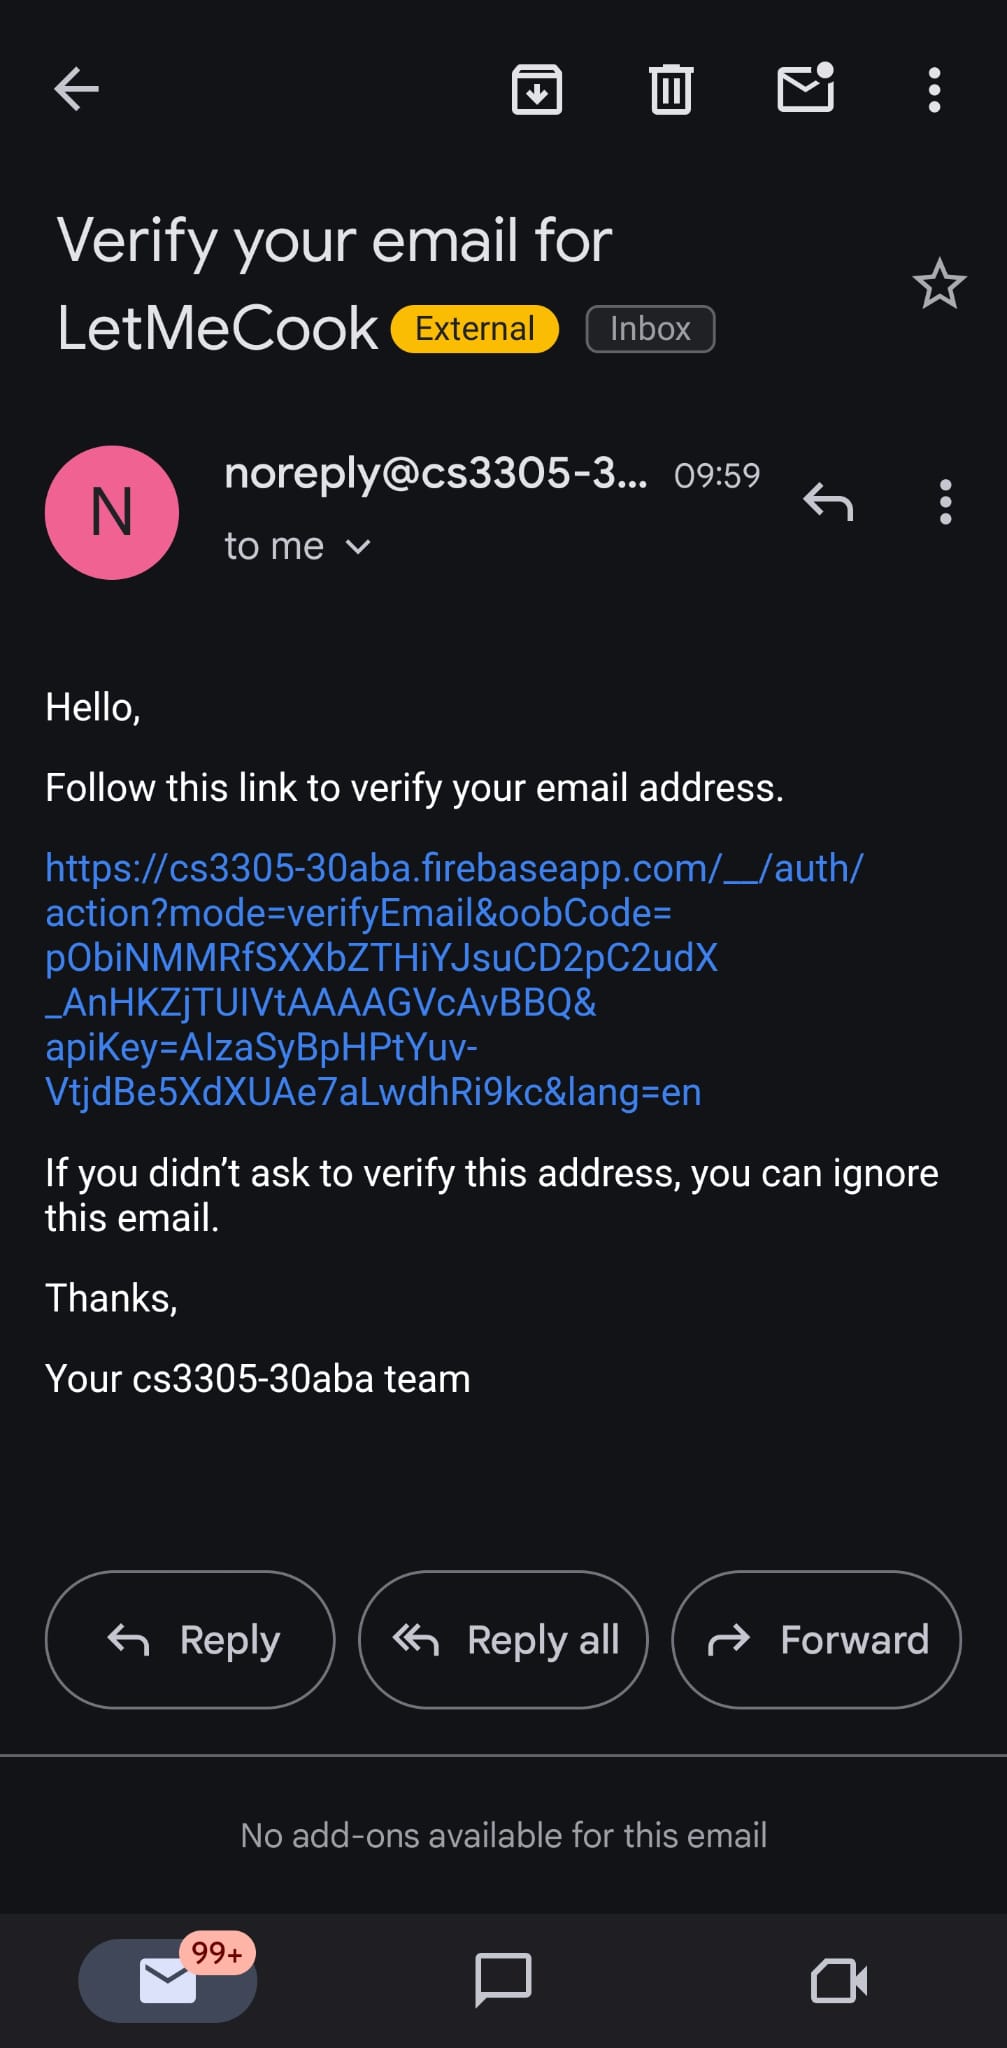 Verify your email for
LetMeCook External Inbox
N
noreply@cs3305-3... 09:59
to me
Hello,
Follow this link to verify your email address.
https://cs3305-30aba.firebaseapp.com/__/auth/
action?mode=verifyEmail&oobCode=
pObiNMMRfSXXbZTHiYJsuCD2pC2udX
_AnHKZjTUlVtAAAAGVcAvBBQ&
apiKey=AIzaSyBpHPtYuv-
VtjdBe5XdXUAe7aLwdhRi9kc&lang=en
If you didn’t ask to verify this address, you can ignore
this email.
Thanks,
Your cs3305-30aba team
Reply Reply all Forward
No add-ons available for this email
99+